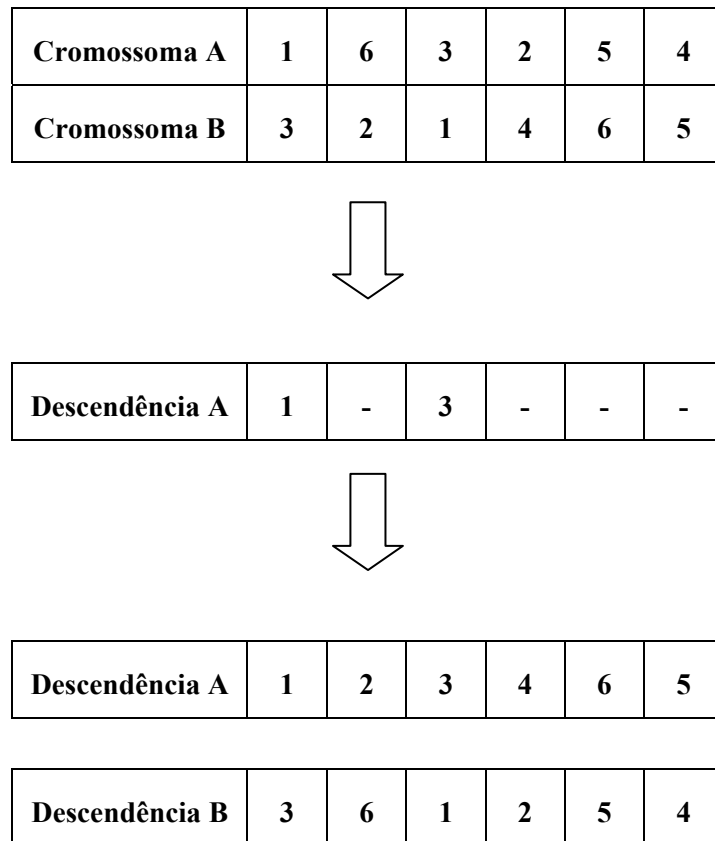 Cromossoma A 1 6 3 2 5 4
Cromossoma B 3 2 1 4 6 5
Descendência A 1 - 3 - - -
Descendência A 1 2 3 4 6 5
Descendência B 3 6 1 2 5 4